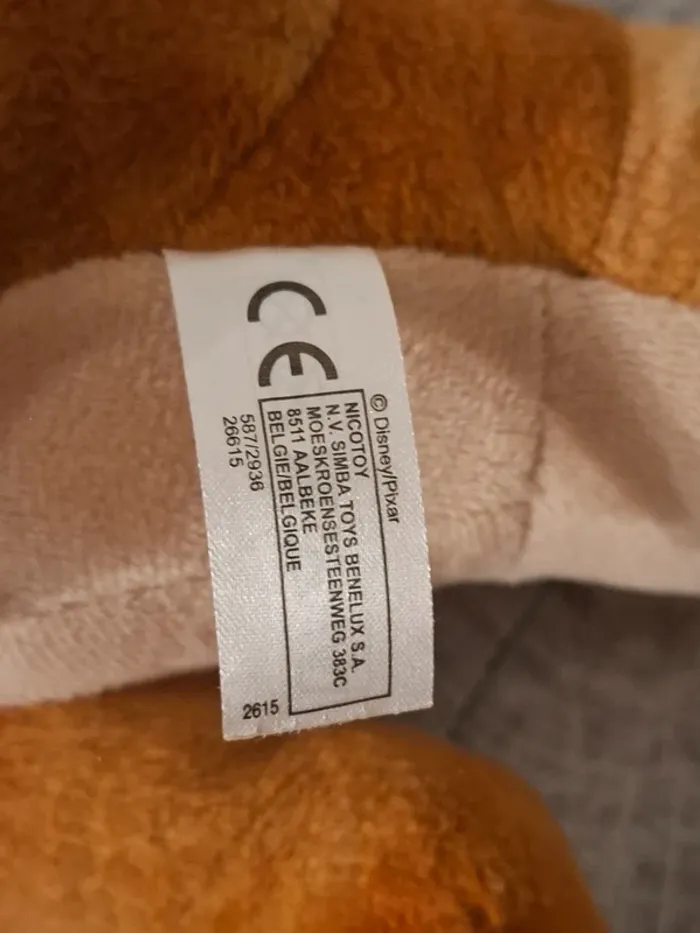 CE
© Disney/Pixar
NICOTOY
N.V. SIMBA TOYS BENELUX S.A.
MOESKROENSESTEENWEG 383C
8511 AALBEKE
BELGIE/BELGIQUE
587/2936
26615
2615